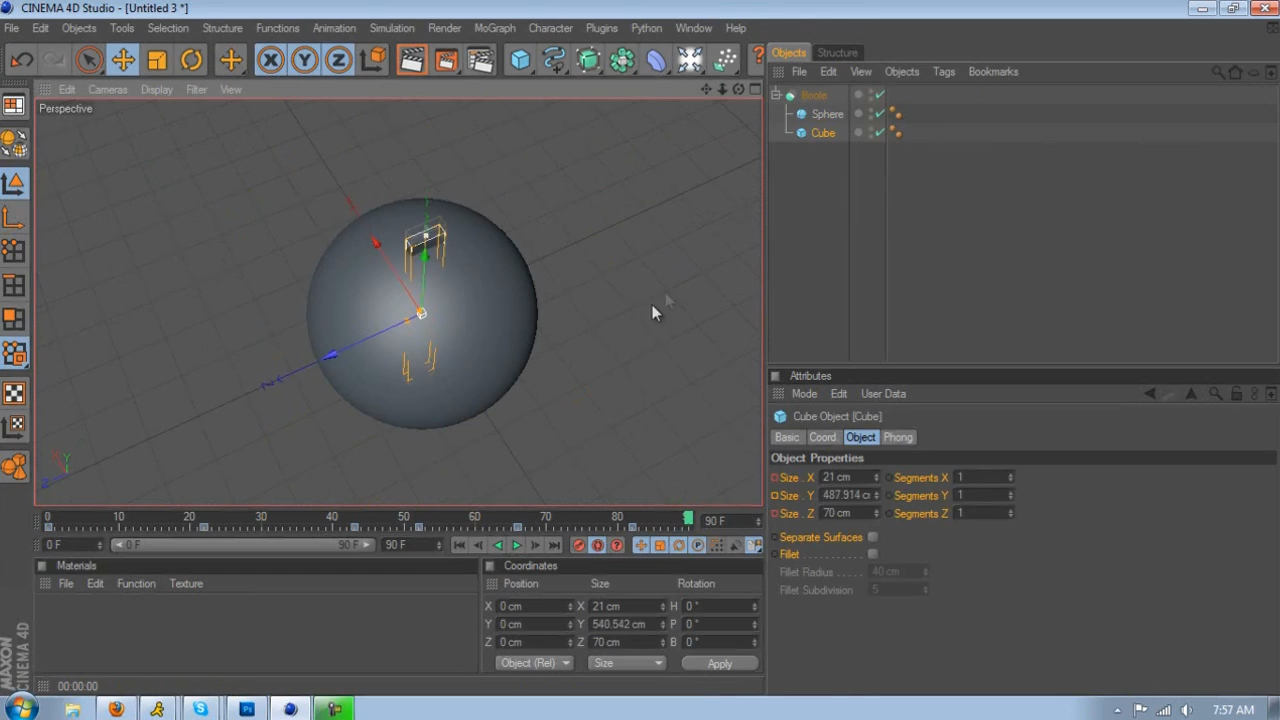 CINEMA 4D Studio - [Untitled 3 *]
File Edit Objects Tools Selection Structure Functions Animation Simulation Render MoGraph Character Plugins Python Window Help
X Y Z ?
Objects Structure
File Edit View Objects Tags Bookmarks
Edit Cameras Display Filter View
Perspective
Boole
Sphere
Cube
X Y Z
Attributes
Mode Edit User Data
Cube Object [Cube]
Basic Coord. Object Phong
Object Properties
Size . X 21 cm Segments X 1
Size . Y 487.914 Segments Y 1
Size . Z 70 cm Segments Z 1
Separate Surfaces
Fillet
Fillet Radius 40 cm
Fillet Subdivision 5
0 10 20 30 40 50 60 70 80 90 F
0 F 0 F 90 F 90 F
Materials
File Edit Function Texture
Coordinates
Position Size Rotation
X 0 cm X 21 cm H 0 °
Y 0 cm Y 540.542 cm P 0 °
Z 0 cm Z 70 cm B 0 °
Object (Rel) Size Apply
MAXON CINEMA 4D
00:00:00
7:57 AM